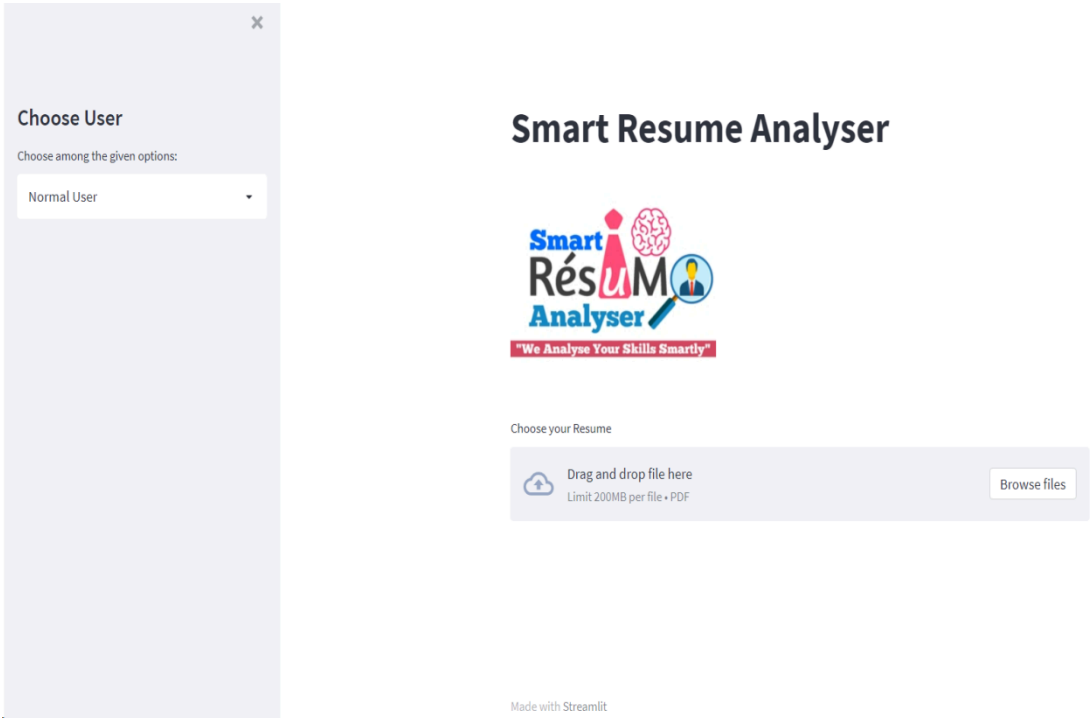 Choose User
Choose among the given options:
Normal User
Smart Resume Analyser
Smart
RésuM
Analyser
"We Analyse Your Skills Smartly"
Choose your Resume
Drag and drop file here
Limit 200MB per file • PDF
Browse files
Made with Streamlit